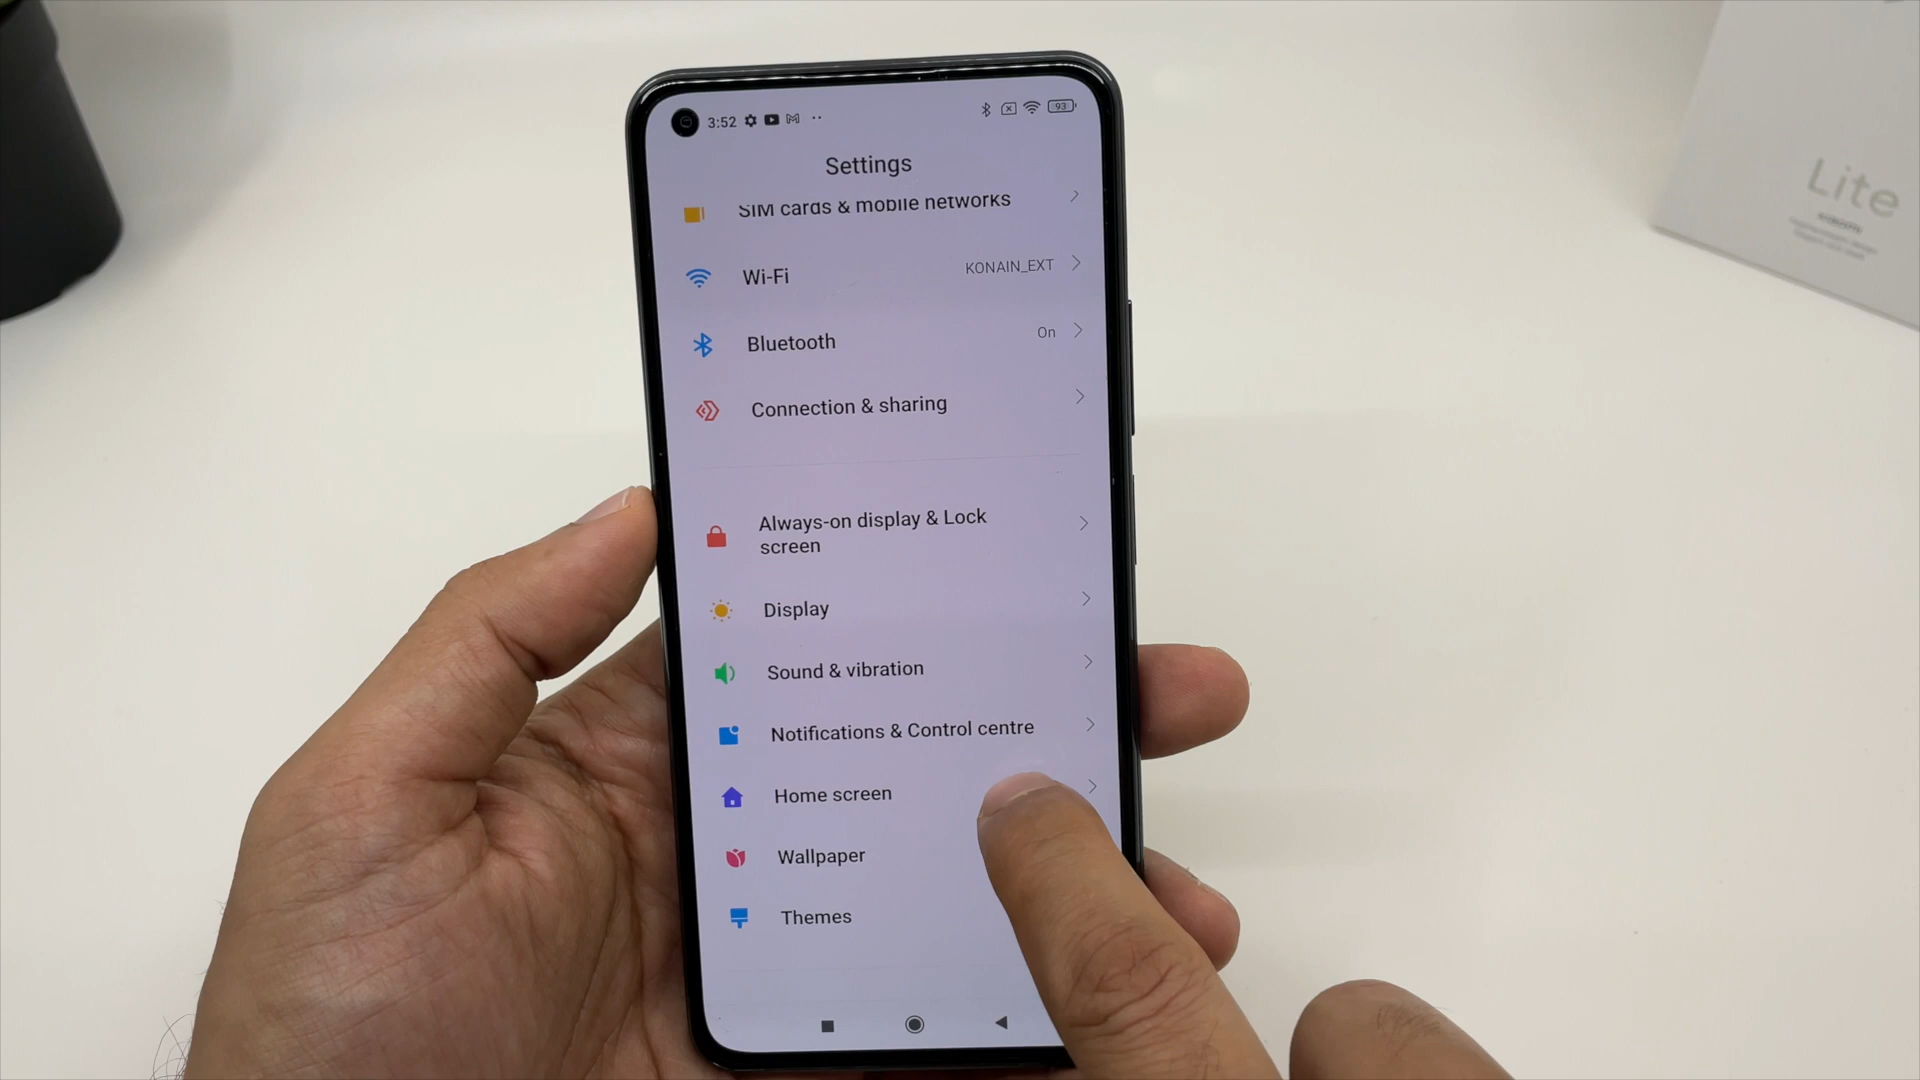 3:52
93
Settings
SIM cards & mobile networks
Wi-Fi
KONAIN_EXT
Bluetooth
On
Connection & sharing
Always-on display & Lock
screen
Display
Sound & vibration
Notifications & Control centre
Home screen
Wallpaper
Themes
Lite